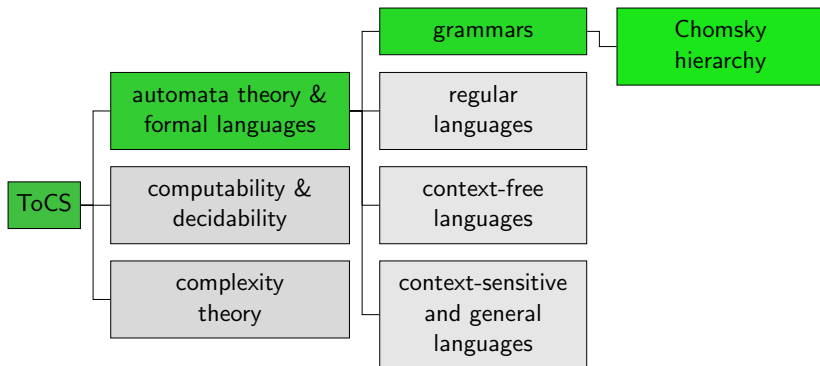 ToCS
automata theory &
formal languages
computability &
decidability
complexity
theory
grammars
regular
languages
context-free
languages
context-sensitive
and general
languages
Chomsky
hierarchy